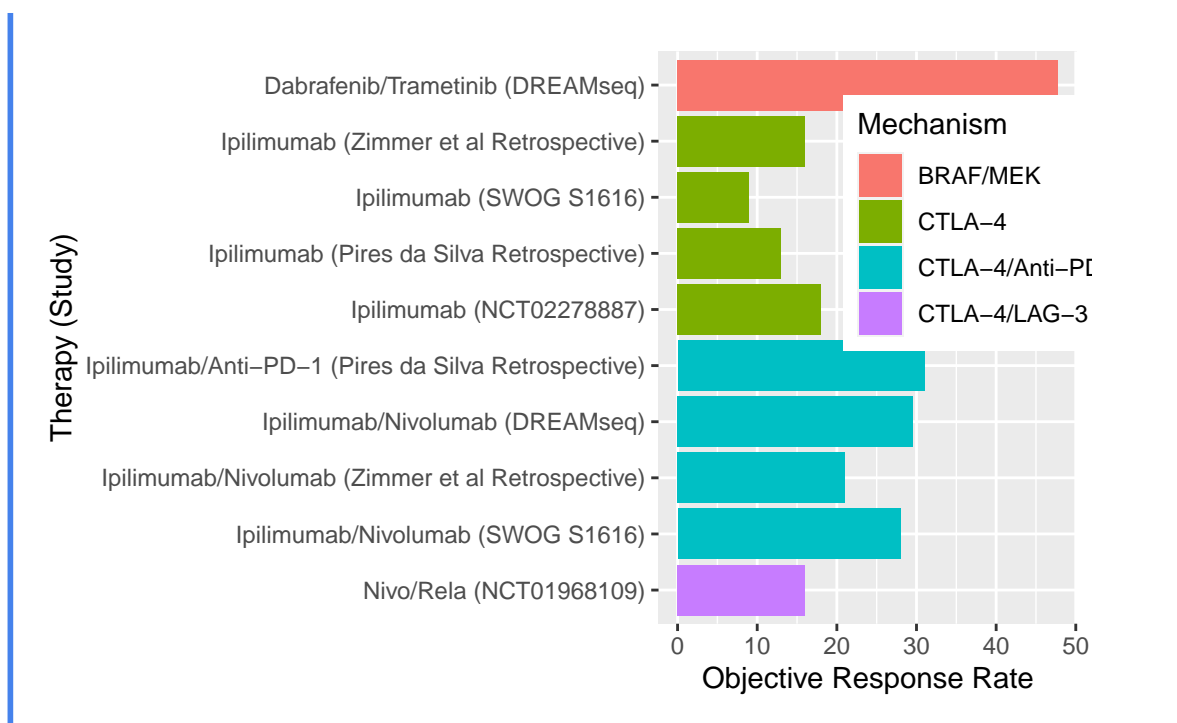 Therapy (Study)
Dabrafenib/Trametinib (DREAMseq)
Ipilimumab (Zimmer et al Retrospective)
Ipilimumab (SWOG S1616)
Ipilimumab (Pires da Silva Retrospective)
Ipilimumab (NCT02278887)
Ipilimumab/Anti−PD−1 (Pires da Silva Retrospective)
Ipilimumab/Nivolumab (DREAMseq)
Ipilimumab/Nivolumab (Zimmer et al Retrospective)
Ipilimumab/Nivolumab (SWOG S1616)
Nivo/Rela (NCT01968109)
Mechanism
BRAF/MEK
CTLA−4
CTLA−4/Anti−PD
CTLA−4/LAG−3
0 10 20 30 40 50
Objective Response Rate